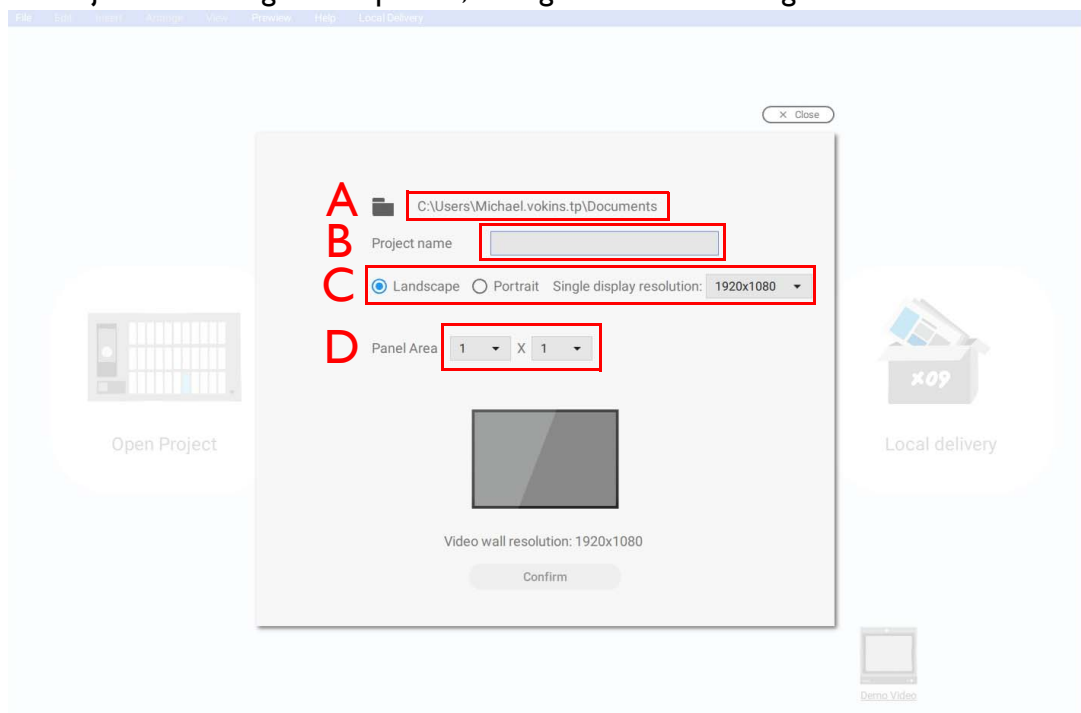 File Edit Insert Arrange View Preview Help Local Delivery
× Close
A C:\Users\Michael.vokins.tp\Documents
B Project name
C Landscape Portrait Single display resolution: 1920x1080
D Panel Area 1 X 1
Open Project
X09
Local delivery
Video wall resolution: 1920x1080
Confirm
Demo Video